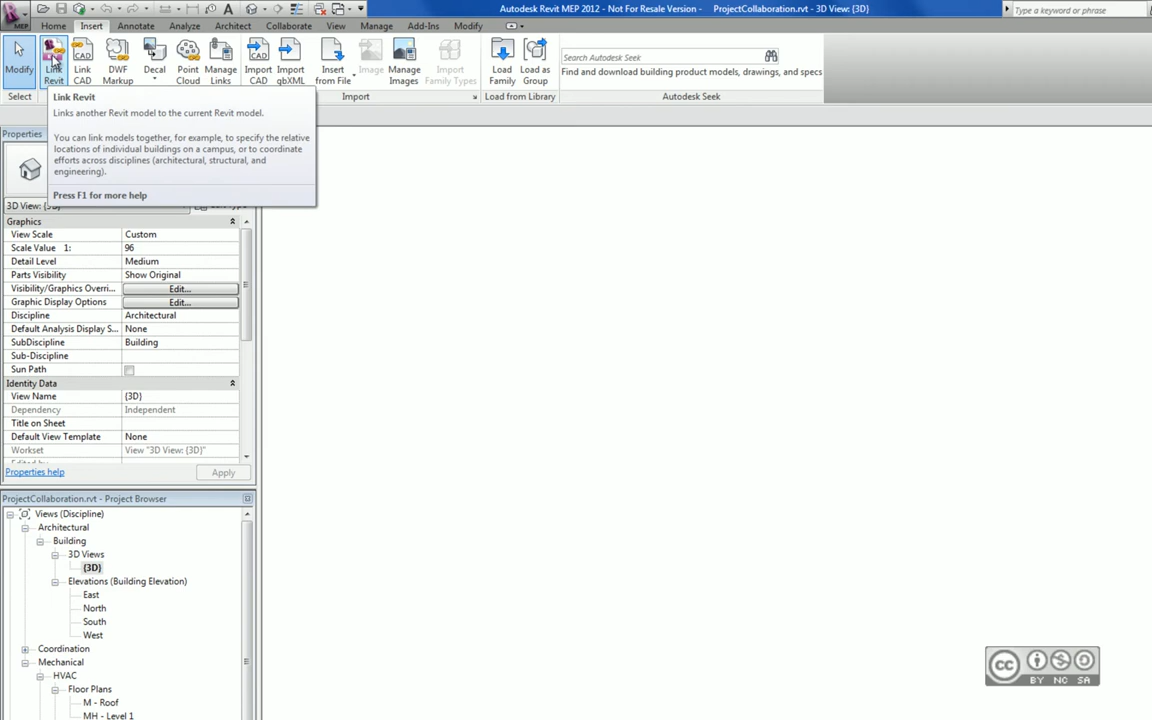 Autodesk Revit MEP 2012 - Not For Resale Version - ProjectCollaboration.rvt - 3D View: {3D}
Type a keyword or phrase
MEP
Home Insert Annotate Analyze Architect Collaborate View Manage Add-Ins Modify
Modify
Link Revit
Link CAD
DWF Markup
Decal
Point Cloud
Manage Links
Import CAD
Import gbXML
Insert from File
Image
Manage Images
Import Family Types
Load Family
Load as Group
Search Seek
Find and download building product models, drawings, and specs
Select Import Load from Library Autodesk Seek
Link Revit
Links another Revit model to the current Revit model.
You can link models together, for example, to specify the relative
locations of individual buildings on a campus, or to coordinate
efforts across disciplines (architectural, structural, and
engineering).
Press F1 for more help
Properties
3D View: {3D}
Graphics
View Scale Custom
Scale Value 1: 96
Detail Level Medium
Parts Visibility Show Original
Visibility/Graphics Overri... Edit...
Graphic Display Options Edit...
Discipline Architectural
Default Analysis Display S... None
SubDiscipline Building
Sub-Discipline
Sun Path
Identity Data
View Name {3D}
Dependency Independent
Title on Sheet
Default View Template None
Workset View "3D View: {3D}"
Properties help Apply
ProjectCollaboration.rvt - Project Browser
Views (Discipline)
Architectural
Building
3D Views
{3D}
Elevations (Building Elevation)
East
North
South
West
Coordination
Mechanical
HVAC
Floor Plans
M - Roof
MH - Level 1
cc
BY NC SA